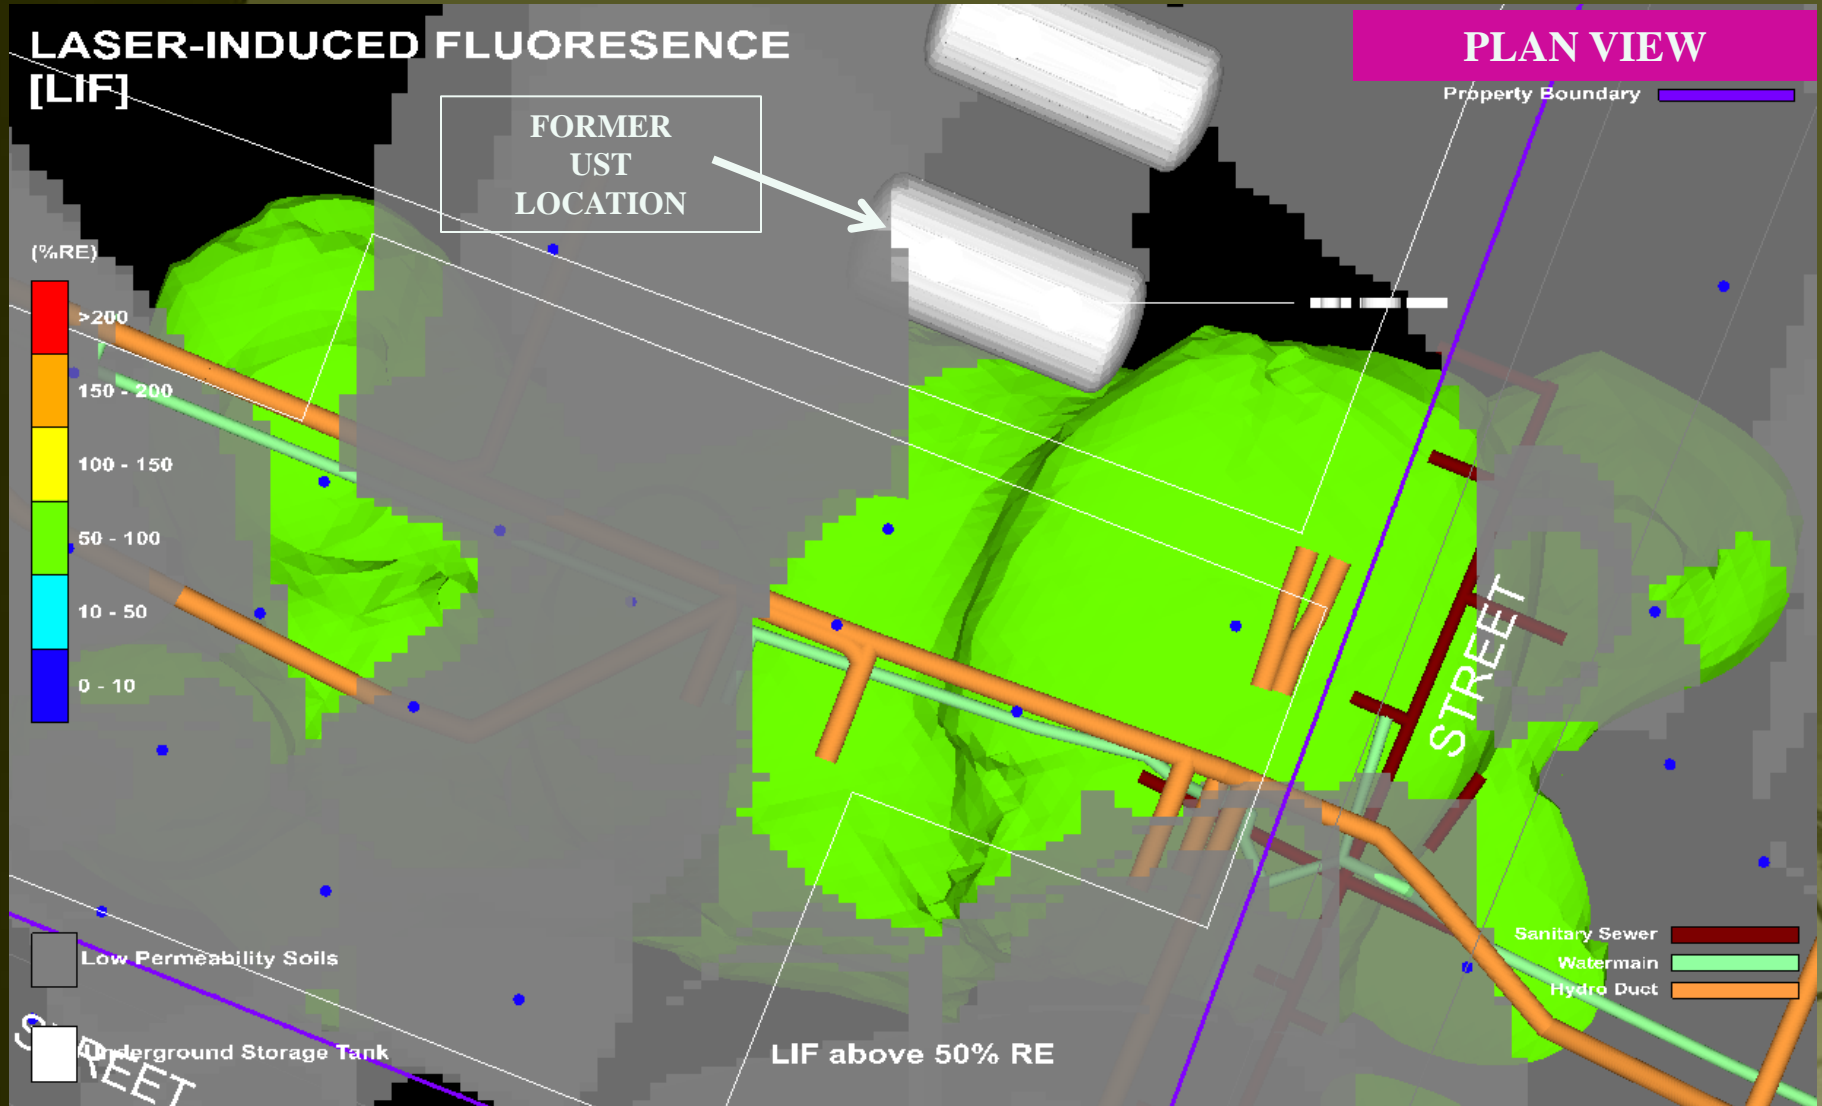 LASER-INDUCED FLUORESENCE
[LIF]
PLAN VIEW
Property Boundary
FORMER
UST
LOCATION
(%RE)
>200
150 - 200
100 - 150
50 - 100
10 - 50
0 - 10
STREET
Sanitary Sewer
Watermain
Hydro Duct
Low Permeability Soils
Underground Storage Tank
STREET
LIF above 50% RE